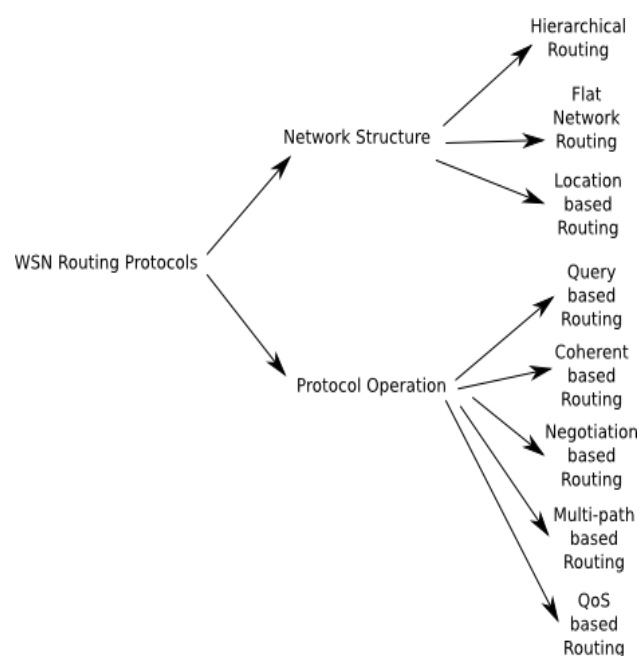 Hierarchical
Routing
Flat
Network
Routing
Network Structure
Location
based
Routing
WSN Routing Protocols
Query
based
Routing
Coherent
based
Routing
Protocol Operation
Negotiation
based
Routing
Multi-path
based
Routing
QoS
based
Routing